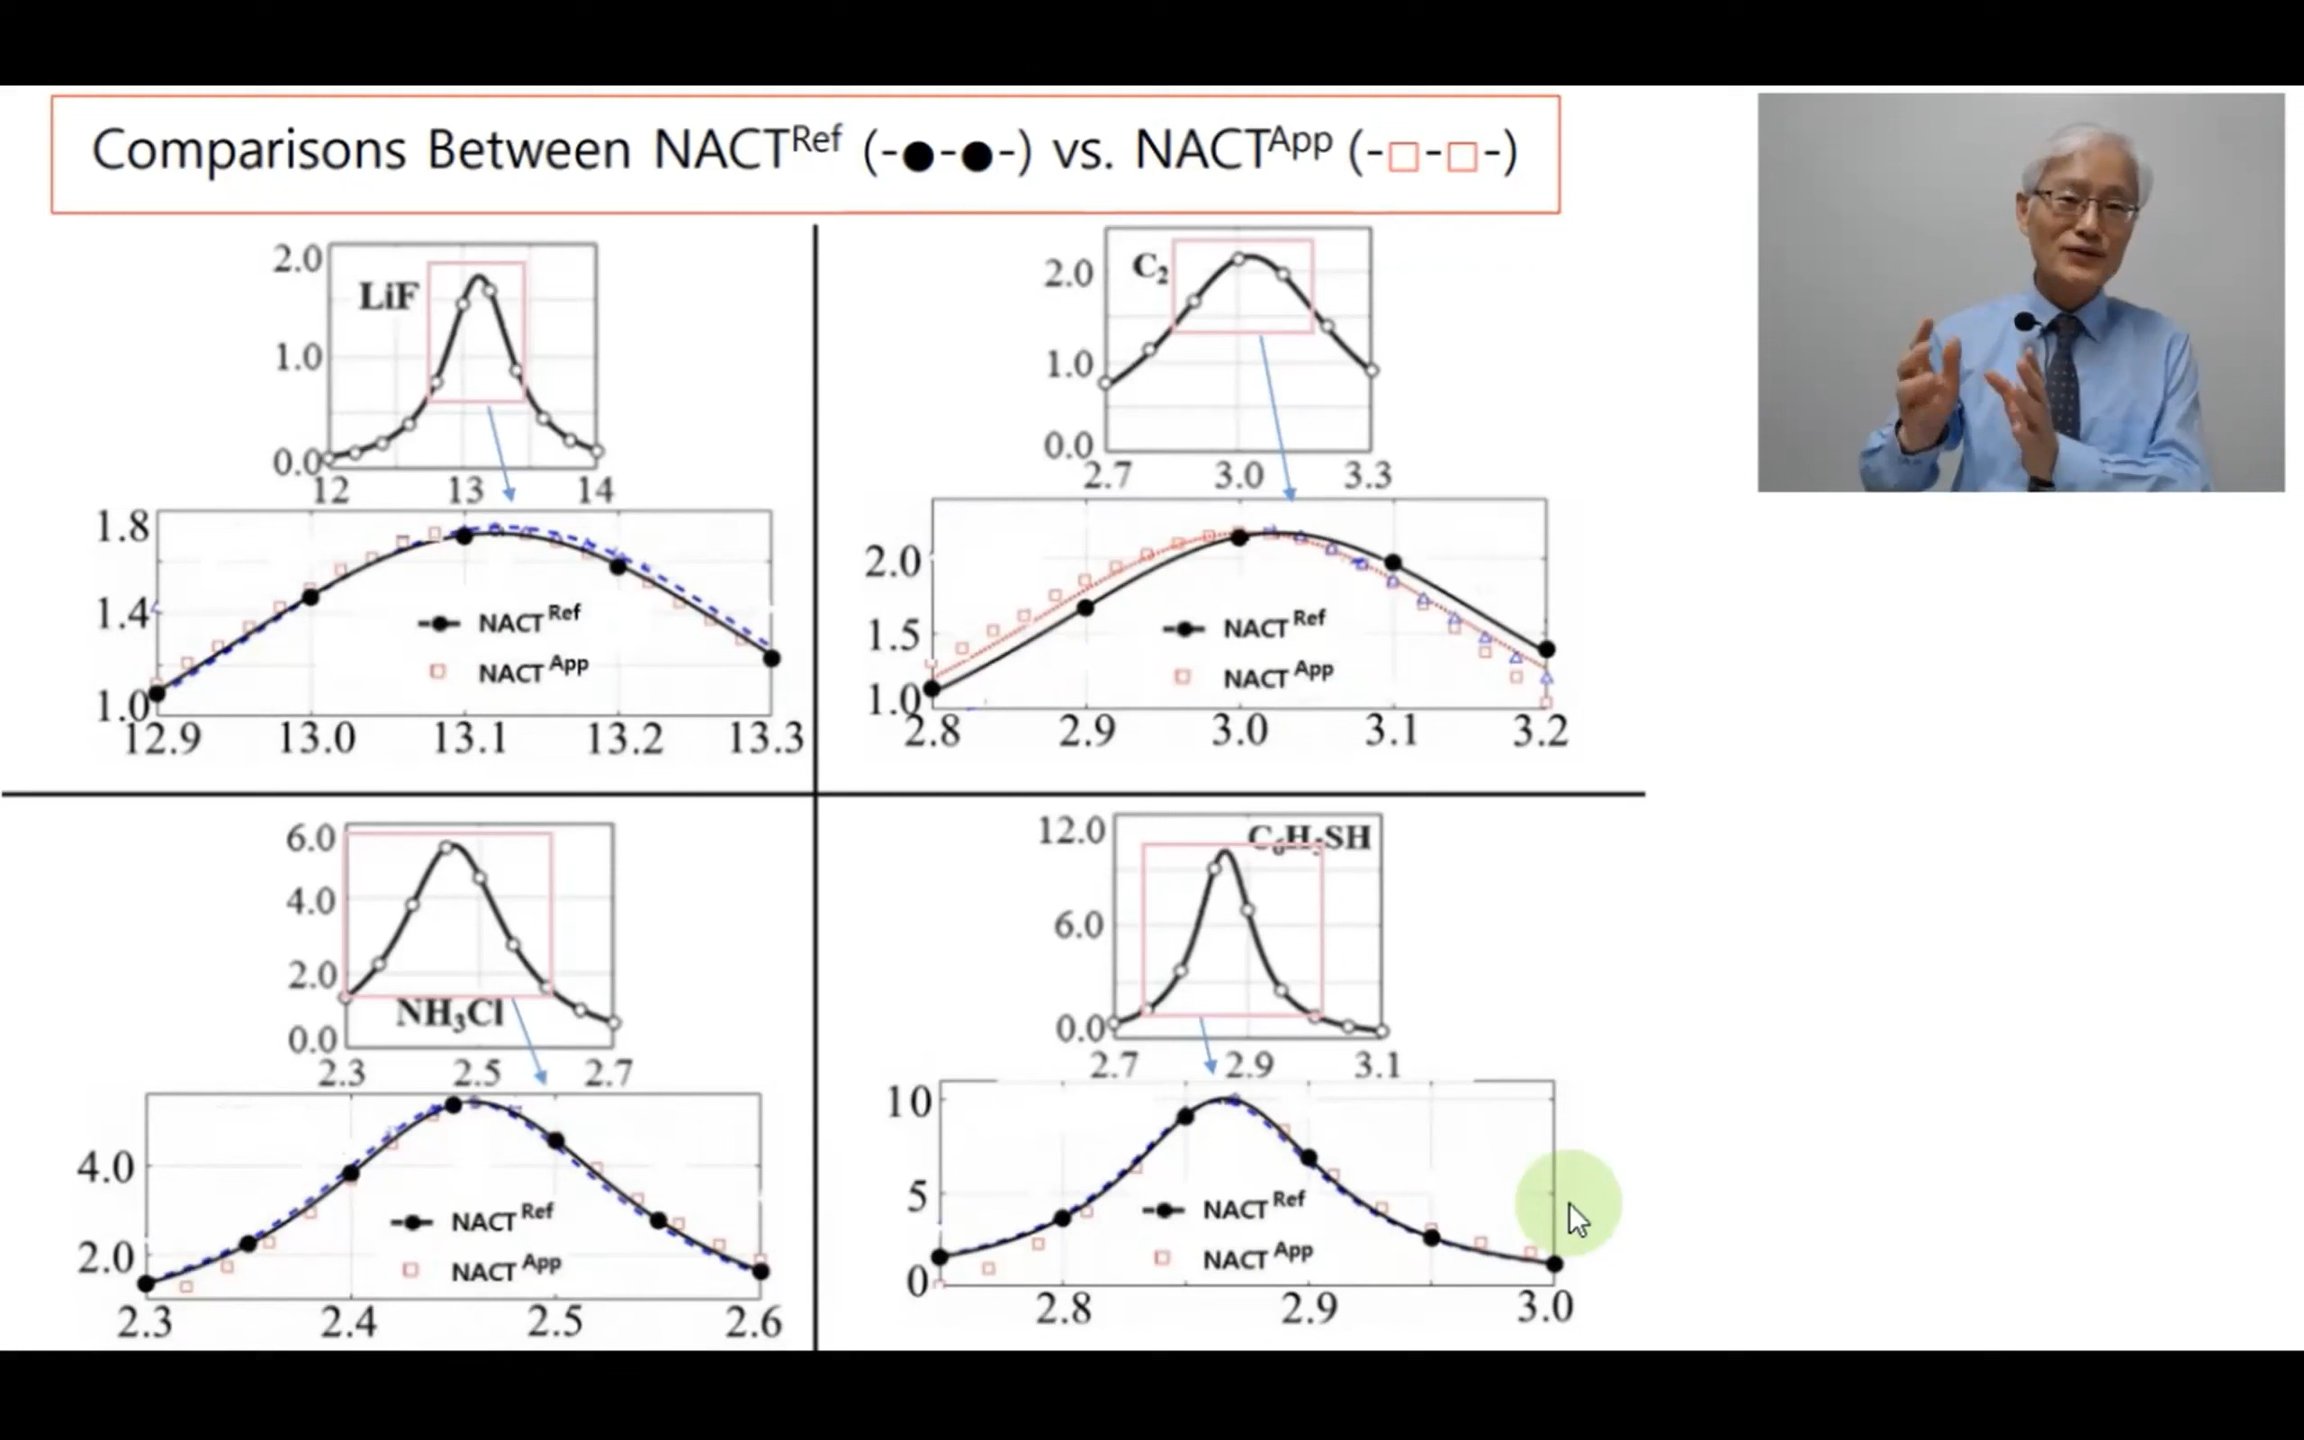 Comparisons Between NACT^Ref (-●-●-) vs. NACT^App (-□-□-)
2.0
LiF
1.0
0.0
12 13 14
1.8
1.4
1.0
NACT^Ref
NACT^App
12.9 13.0 13.1 13.2 13.3
C₂
2.0
1.0
0.0
2.7 3.0 3.3
2.0
1.5
1.0
NACT^Ref
NACT^App
2.8 2.9 3.0 3.1 3.2
6.0
4.0
2.0
NH₃Cl
0.0
2.3 2.5 2.7
4.0
2.0
NACT^Ref
NACT^App
2.3 2.4 2.5 2.6
12.0
C₆H₅SH
6.0
0.0
2.7 2.9 3.1
10
5
0
NACT^Ref
NACT^App
2.8 2.9 3.0